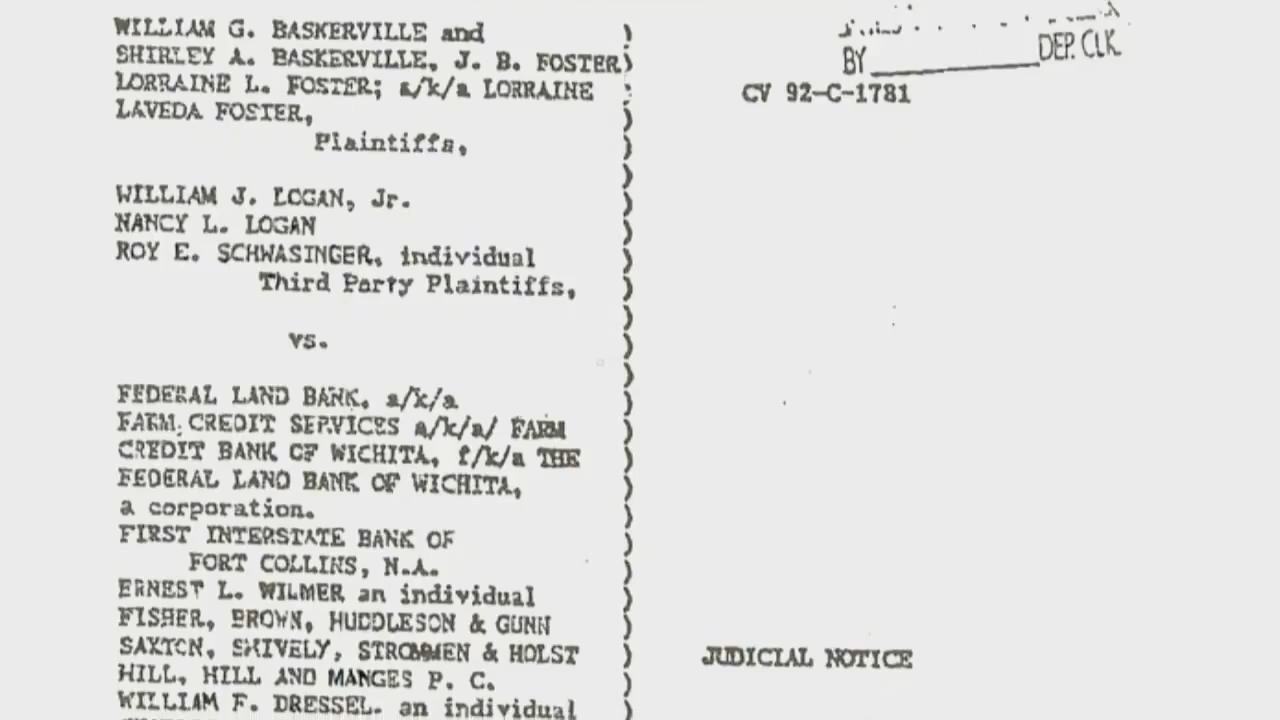 WILLIAM G. BASKERVILLE and
SHIRLEY A. BASKERVILLE, J. B. FOSTER)
LORRAINE L. FOSTER; a/k/a LORRAINE
LAVEDA FOSTER,
Plaintiffs,
BY ____________ DEP. CLK.
CV 92-C-1781
WILLIAM J. LOGAN, Jr.
NANCY L. LOGAN
ROY E. SCHWASINGER, individual
Third Party Plaintiffs,
vs.
FEDERAL LAND BANK, a/k/a
FARM CREDIT SERVICES a/k/a/ FARM
CREDIT BANK OF WICHITA, f/k/a THE
FEDERAL LAND BANK OF WICHITA,
a corporation.
FIRST INTERSTATE BANK OF
FORT COLLINS, N.A.
ERNEST L. WILMER an individual
FISHER, BROWN, HUDDLESON & GUNN
SAXTON, SHIVELY, STROMMEN & HOLST
HILL, HILL AND MANGES P. C.
WILLIAM F. DRESSEL. an individual
JUDICIAL NOTICE